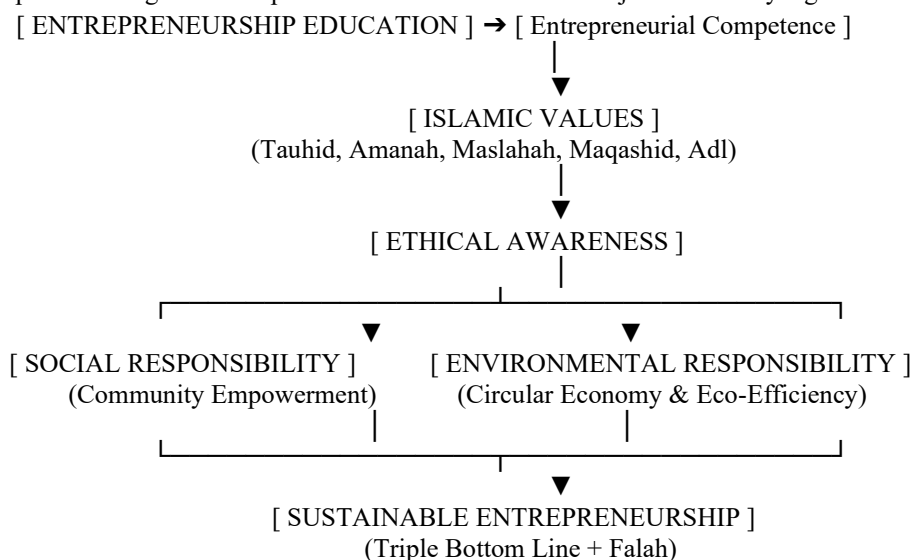 [ ENTREPRENEURSHIP EDUCATION ] ➔ [ Entrepreneurial Competence ]
[ ISLAMIC VALUES ]
(Tauhid, Amanah, Maslahah, Maqashid, Adl)
[ ETHICAL AWARENESS ]
[ SOCIAL RESPONSIBILITY ] [ ENVIRONMENTAL RESPONSIBILITY ]
(Community Empowerment) (Circular Economy & Eco-Efficiency)
[ SUSTAINABLE ENTREPRENEURSHIP ]
(Triple Bottom Line + Falah)